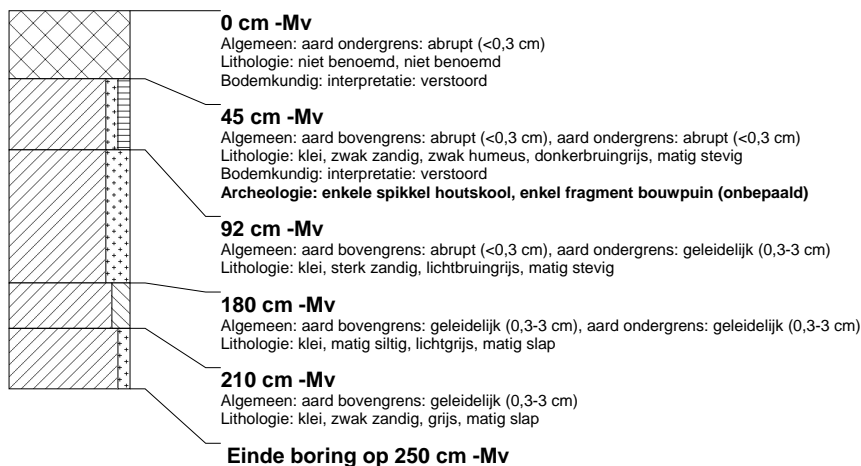 0 cm -Mv
Algemeen: aard ondergrens: abrupt (<0,3 cm)
Lithologie: niet benoemd, niet benoemd
Bodemkundig: interpretatie: verstoord
45 cm -Mv
Algemeen: aard bovengrens: abrupt (<0,3 cm), aard ondergrens: abrupt (<0,3 cm)
Lithologie: klei, zwak zandig, zwak humeus, donkerbruingrijs, matig stevig
Bodemkundig: interpretatie: verstoord
Archeologie: enkele spikkel houtskool, enkel fragment bouwpuin (onbepaald)
92 cm -Mv
Algemeen: aard bovengrens: abrupt (<0,3 cm), aard ondergrens: geleidelijk (0,3-3 cm)
Lithologie: klei, sterk zandig, lichtbruingrijs, matig stevig
180 cm -Mv
Algemeen: aard bovengrens: geleidelijk (0,3-3 cm), aard ondergrens: geleidelijk (0,3-3 cm)
Lithologie: klei, matig siltig, lichtgrijs, matig slap
210 cm -Mv
Algemeen: aard bovengrens: geleidelijk (0,3-3 cm)
Lithologie: klei, zwak zandig, grijs, matig slap
Einde boring op 250 cm -Mv